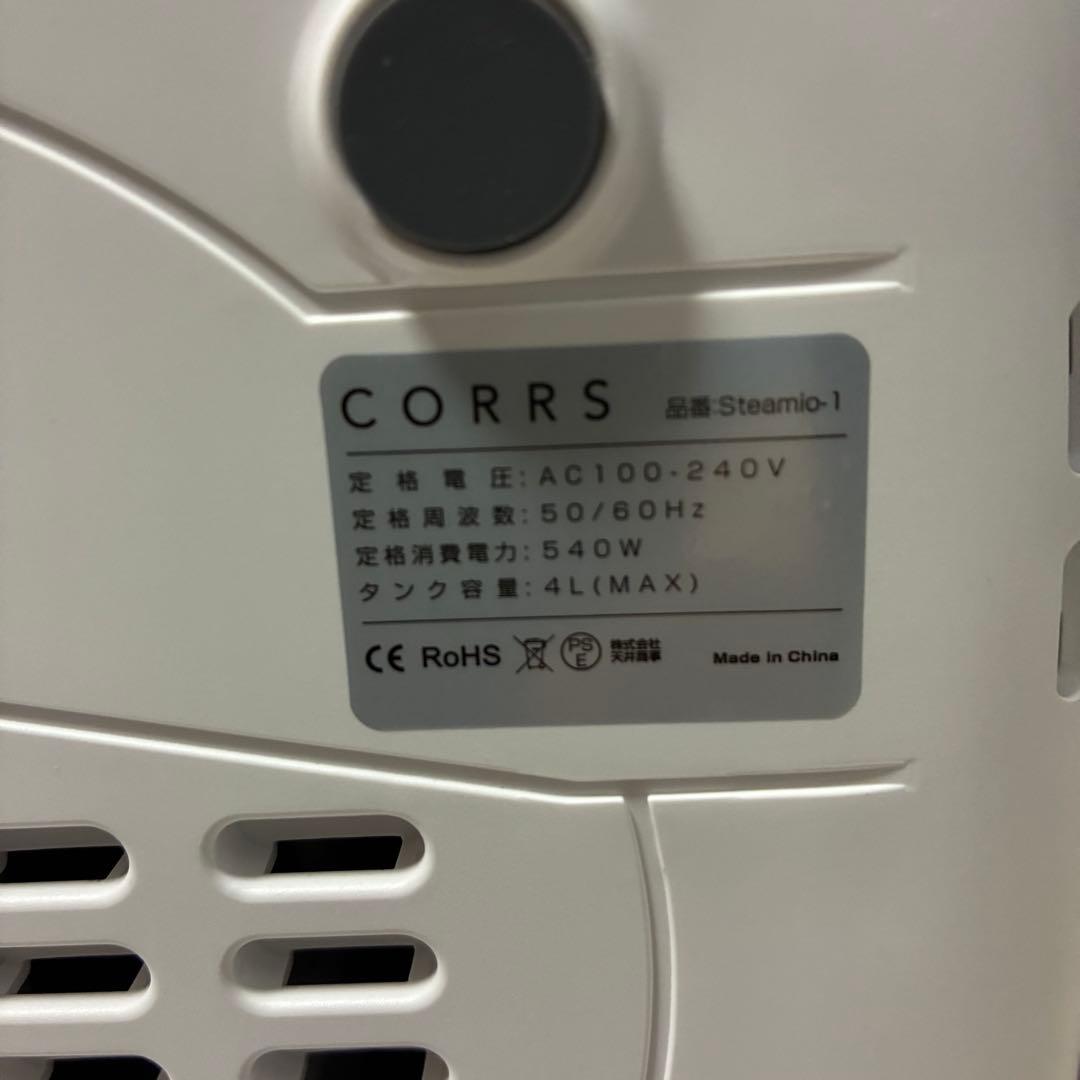 CORRS 品番:Steamio-1
定格電圧:AC100-240V
定格周波数:50/60Hz
定格消費電力:540W
タンク容量:4L(MAX)
CE RoHS PSE 株式会社
天井商事
Made in China